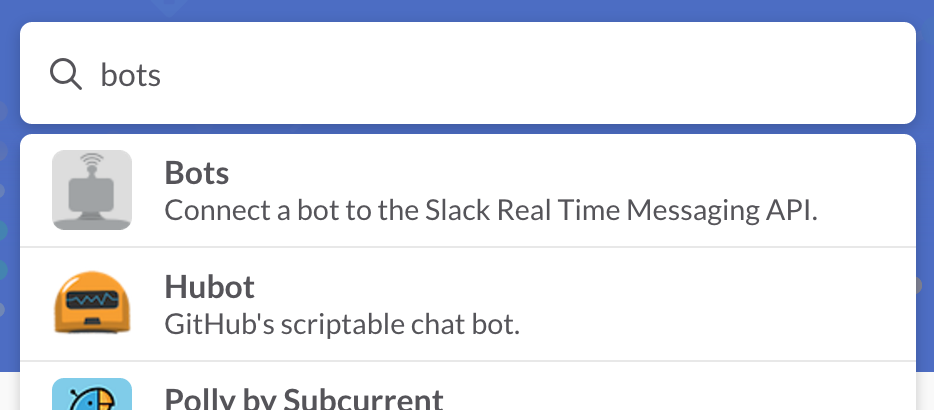 bots
Bots
Connect a bot to the Slack Real Time Messaging API.
Hubot
GitHub's scriptable chat bot.
Polly by Subcurrent